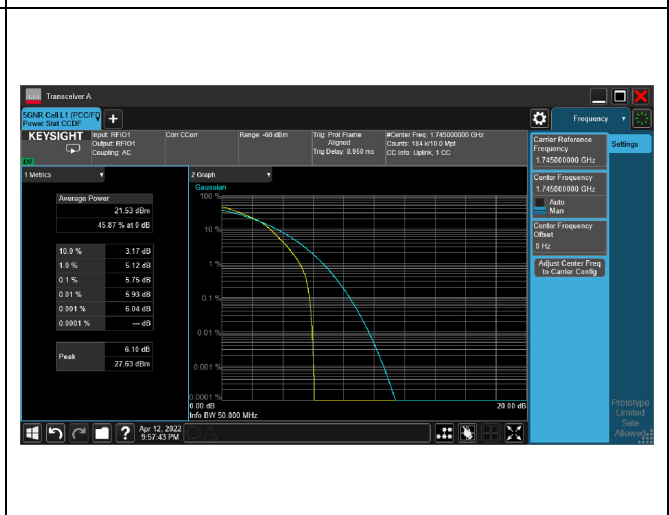 Transceiver A
5GNR Cell L1 (PCC/FD
Power Stat CCDF
+
Frequency
KEYSIGHT
Input: RFIO1
Output: RFIO1
Coupling: AC
Corr CCorr
Range: -60 dBm
Trig: Prot Frame
Aligned
Trig Delay: 8.950 ms
#Center Freq: 1.745000000 GHz
Counts: 184 k/10.0 Mpt
CC Info: Uplink, 1 CC
1 Metrics
Average Power
21.53 dBm
45.87 % at 0 dB
10.0 % 3.17 dB
1.0 % 5.12 dB
0.1 % 5.75 dB
0.01 % 5.93 dB
0.001 % 6.04 dB
0.0001 % --- dB
Peak
6.10 dB
27.63 dBm
2 Graph
Gaussian
100 %
10 %
1 %
0.1 %
0.01 %
0.001 %
0.0001 %
0.00 dB
20.00 dB
Info BW 50.000 MHz
Carrier Reference
Frequency
1.745000000 GHz
Center Frequency
1.745000000 GHz
Auto
Man
Center Frequency
Offset
0 Hz
Adjust Center Freq
to Carrier Config
Settings
Prototype
Limited
Sale
Allowed
?
Apr 12, 2022
9:57:43 PM